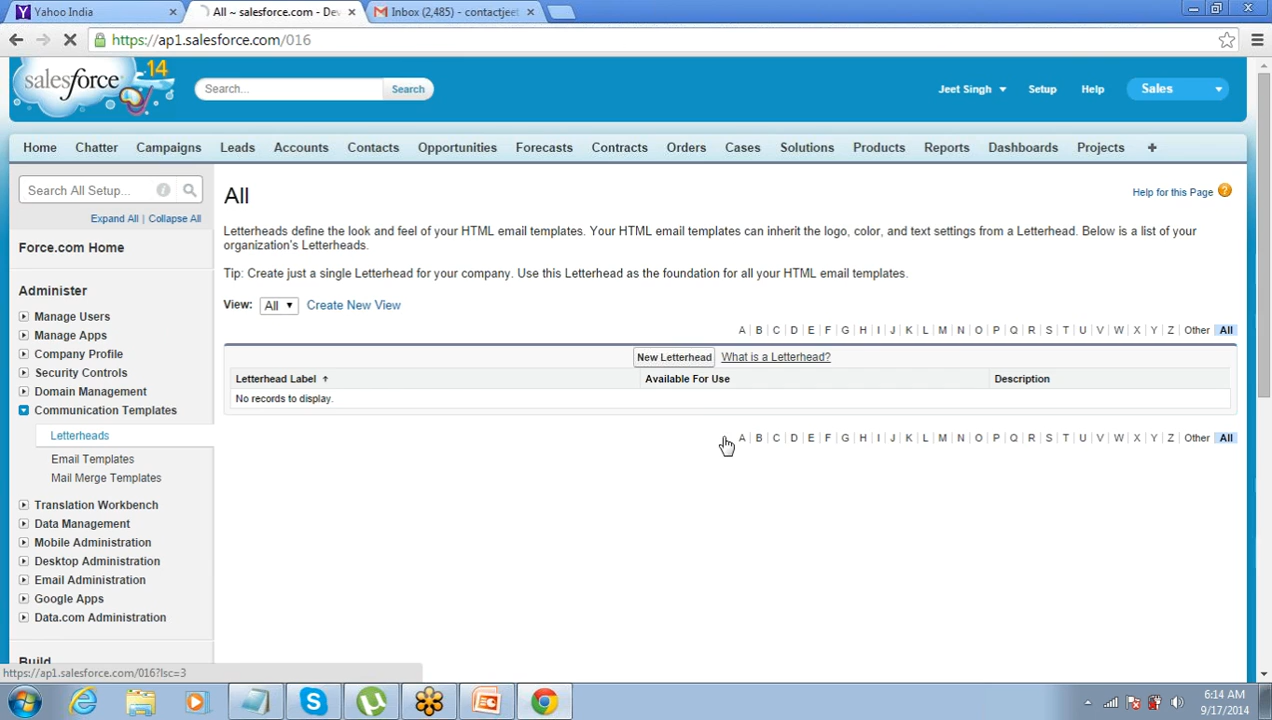 Yahoo India ×
All ~ salesforce.com - De ×
Inbox (2,485) - contactjeet ×
https://ap1.salesforce.com/016
salesforce 14
Search... Search
Jeet Singh Setup Help Sales
Home Chatter Campaigns Leads Accounts Contacts Opportunities Forecasts Contracts Orders Cases Solutions Products Reports Dashboards Projects +
Search All Setup... i
Expand All | Collapse All
Force.com Home
Administer
Manage Users
Manage Apps
Company Profile
Security Controls
Domain Management
Communication Templates
Letterheads
Email Templates
Mail Merge Templates
Translation Workbench
Data Management
Mobile Administration
Desktop Administration
Email Administration
Google Apps
Data.com Administration
Build
All
Help for this Page ?
Letterheads define the look and feel of your HTML email templates. Your HTML email templates can inherit the logo, color, and text settings from a Letterhead. Below is a list of your
organization's Letterheads.
Tip: Create just a single Letterhead for your company. Use this Letterhead as the foundation for all your HTML email templates.
View: All Create New View
A | B | C | D | E | F | G | H | I | J | K | L | M | N | O | P | Q | R | S | T | U | V | W | X | Y | Z | Other | All
New Letterhead What is a Letterhead?
Letterhead Label ↑ Available For Use Description
No records to display.
A | B | C | D | E | F | G | H | I | J | K | L | M | N | O | P | Q | R | S | T | U | V | W | X | Y | Z | Other | All
https://ap1.salesforce.com/016?lsc=3
6:14 AM
9/17/2014